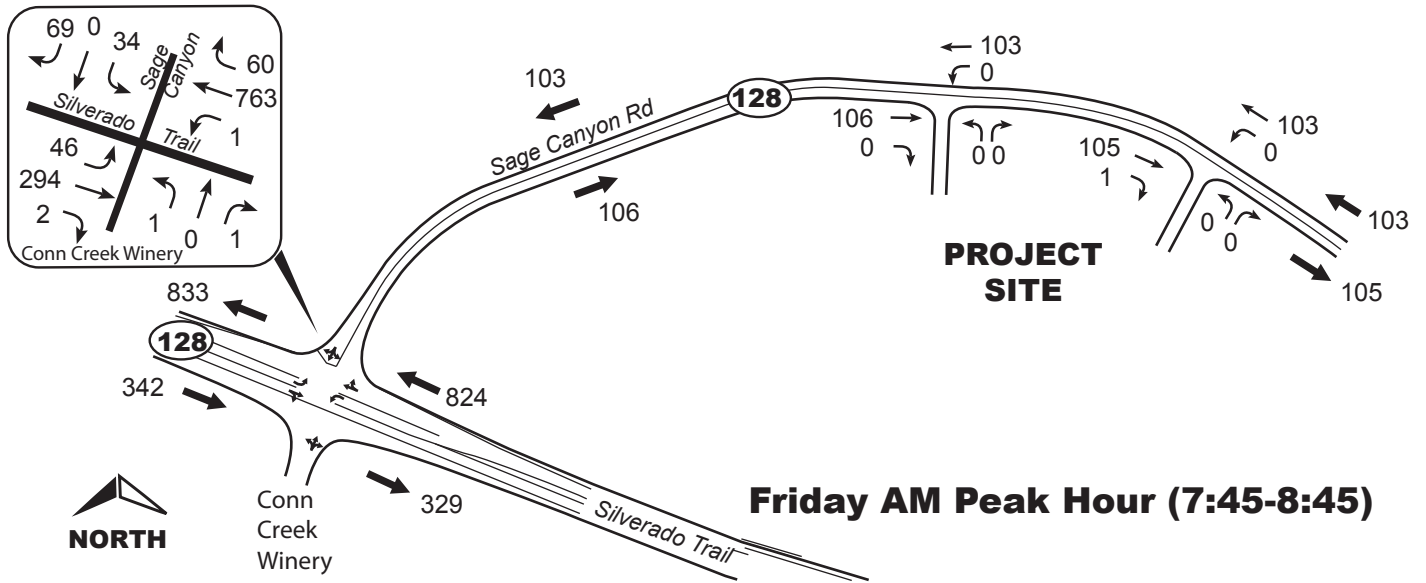 69 0
34
Sage
Canyon
60
763
Silverado
Trail
1
46
294
2
1
0
1
Conn Creek Winery
103
Sage Canyon Rd
128
106
103
0
106
0
0 0
105
1
103
0
0
0
103
105
PROJECT
SITE
833
128
342
824
329
Conn
Creek
Winery
Silverado Trail
NORTH
Friday AM Peak Hour (7:45-8:45)